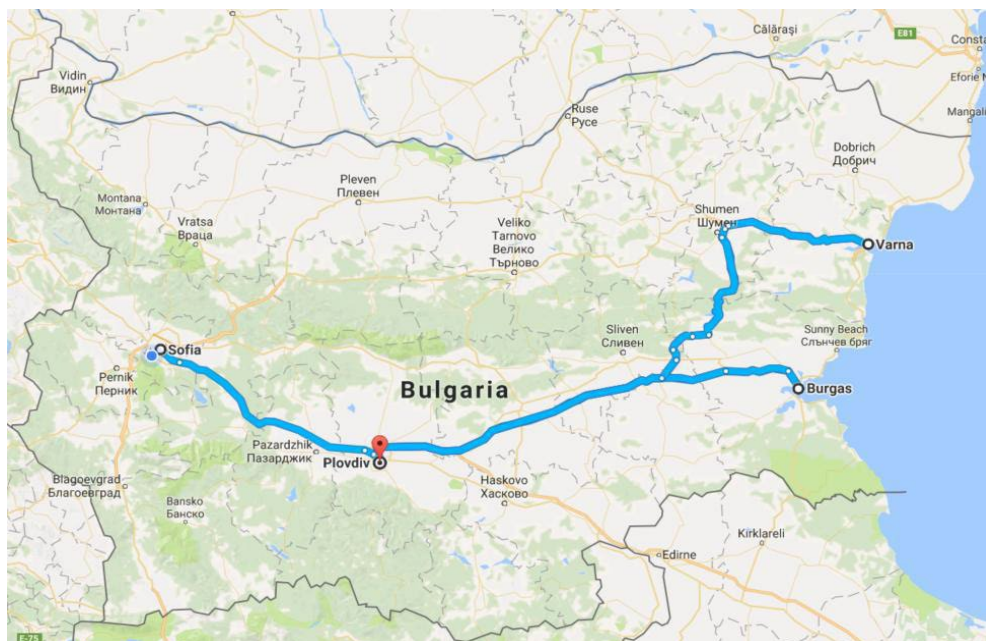 Călărași
E81
Consta
Eforie N
Mangali
Vidin
Видин
Ruse
Русе
Dobrich
Добрич
Pleven
Плевен
Montana
Монтана
Vratsa
Враца
Veliko
Tarnovo
Велико
Търново
Shumen
Шумен
Varna
Sofia
Pernik
Перник
Sliven
Сливен
Sunny Beach
Слънчев бряг
Bulgaria
Burgas
Pazardzhik
Пазарджик
Plovdiv
Blagoevgrad
Благоевград
Bansko
Банско
Haskovo
Хасково
Kirklareli
Edirne
E-75